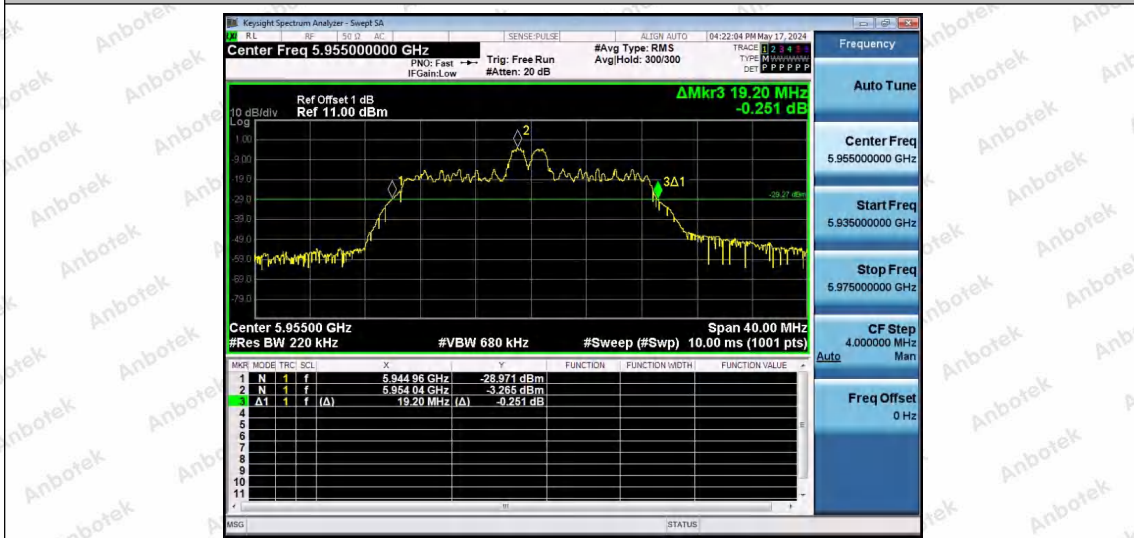 Keysight Spectrum Analyzer - Swept SA
RL RF 50 Ω AC SENSE:PULSE ALIGN AUTO 04:22:04 PM May 17, 2024
Center Freq 5.955000000 GHz
PNO: Fast
IFGain:Low
Trig: Free Run
#Atten: 20 dB
#Avg Type: RMS
Avg|Hold: 300/300
TRACE 1 2 3 4 5 6
TYPE M WWWWW
DET P P P P P P
ΔMkr3 19.20 MHz
-0.251 dB
Ref Offset 1 dB
10 dB/div Ref 11.00 dBm
Log
1.00
-9.00
-19.0
-29.0
-39.0
-49.0
-59.0
-69.0
-79.0
1
2
3Δ1
-29.27 dBm
Center 5.95500 GHz Span 40.00 MHz
#Res BW 220 kHz #VBW 680 kHz #Sweep (#Swp) 10.00 ms (1001 pts)
MKR MODE TRC SCL X Y FUNCTION FUNCTION WIDTH FUNCTION VALUE
1 N 1 f 5.944 96 GHz -28.971 dBm
2 N 1 f 5.954 04 GHz -3.265 dBm
3 Δ1 1 f (Δ) 19.20 MHz (Δ) -0.251 dB
4
5
6
7
8
9
10
11
MSG STATUS
Frequency
Auto Tune
Center Freq
5.955000000 GHz
Start Freq
5.935000000 GHz
Stop Freq
5.975000000 GHz
CF Step
4.000000 MHz
Auto Man
Freq Offset
0 Hz
Anbotek